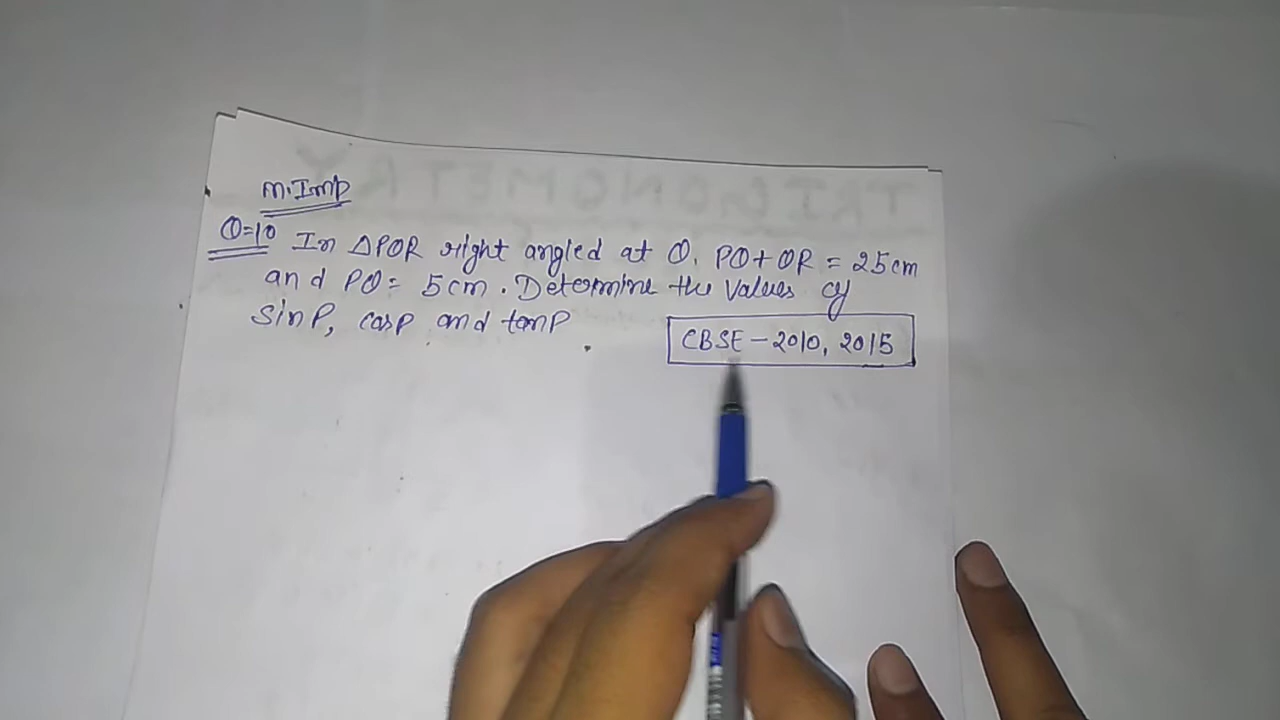 m.Imp
Q=10 In ΔPQR right angled at Q. PQ+QR = 25cm
and PQ= 5cm. Determine the values of
sinP, cosP and tanP
CBSE-2010, 2015
TRIGONOMETRY